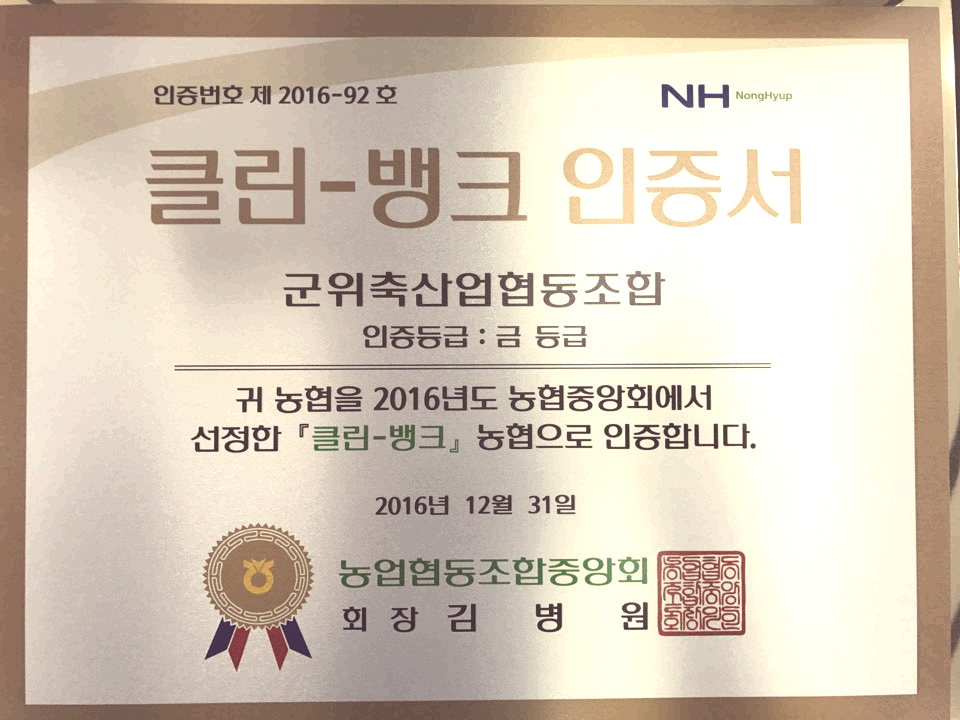 인증번호 제 2016-92 호
NH NongHyup
클린-뱅크 인증서
군위축산업협동조합
인증등급 : 금 등급
귀 농협을 2016년도 농협중앙회에서
선정한 『클린-뱅크』 농협으로 인증합니다.
2016년 12월 31일
농업협동조합중앙회
회 장 김 병 원